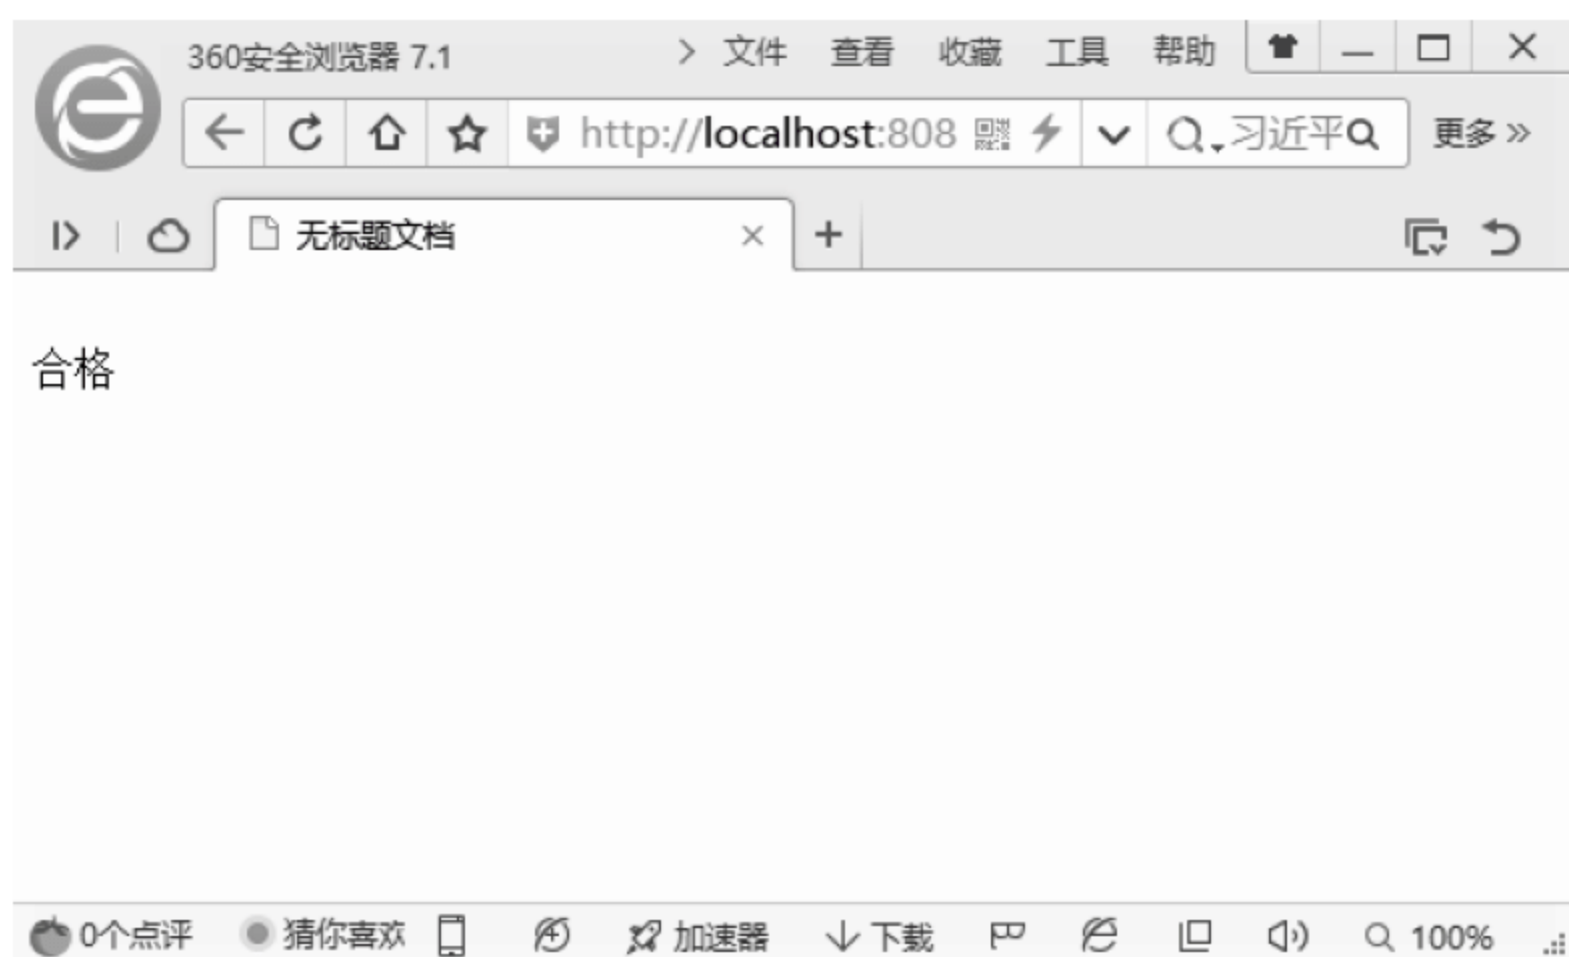 360安全浏览器 7.1 > 文件 查看 收藏 工具 帮助
http://localhost:808 习近平 更多 »
无标题文档
合格
0个点评 猜你喜欢 加速器 下载 100%